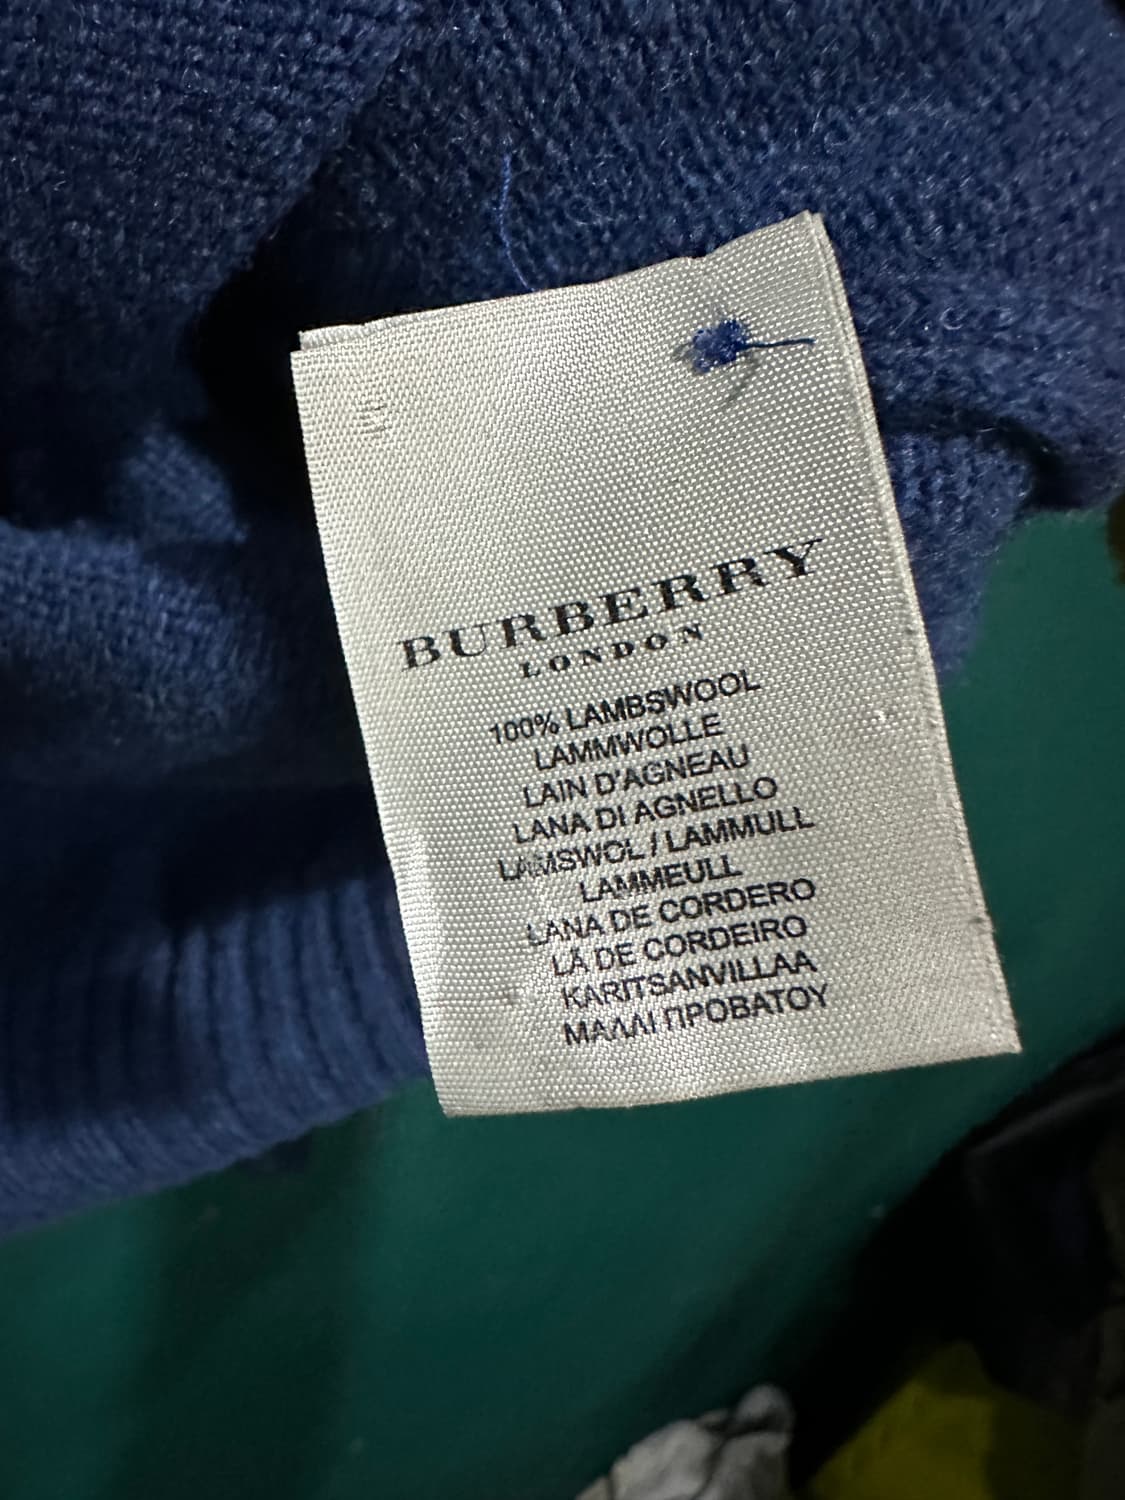 BURBERRY
LONDON
100% LAMBSWOOL
LAMMWOLLE
LAIN D'AGNEAU
LANA DI AGNELLO
LAMSWOL / LAMMULL
LAMMEULL
LANA DE CORDERO
LÃ DE CORDEIRO
KARITSANVILLAA
ΜΑΛΛΙ ΠΡΟΒΑΤΟΥ